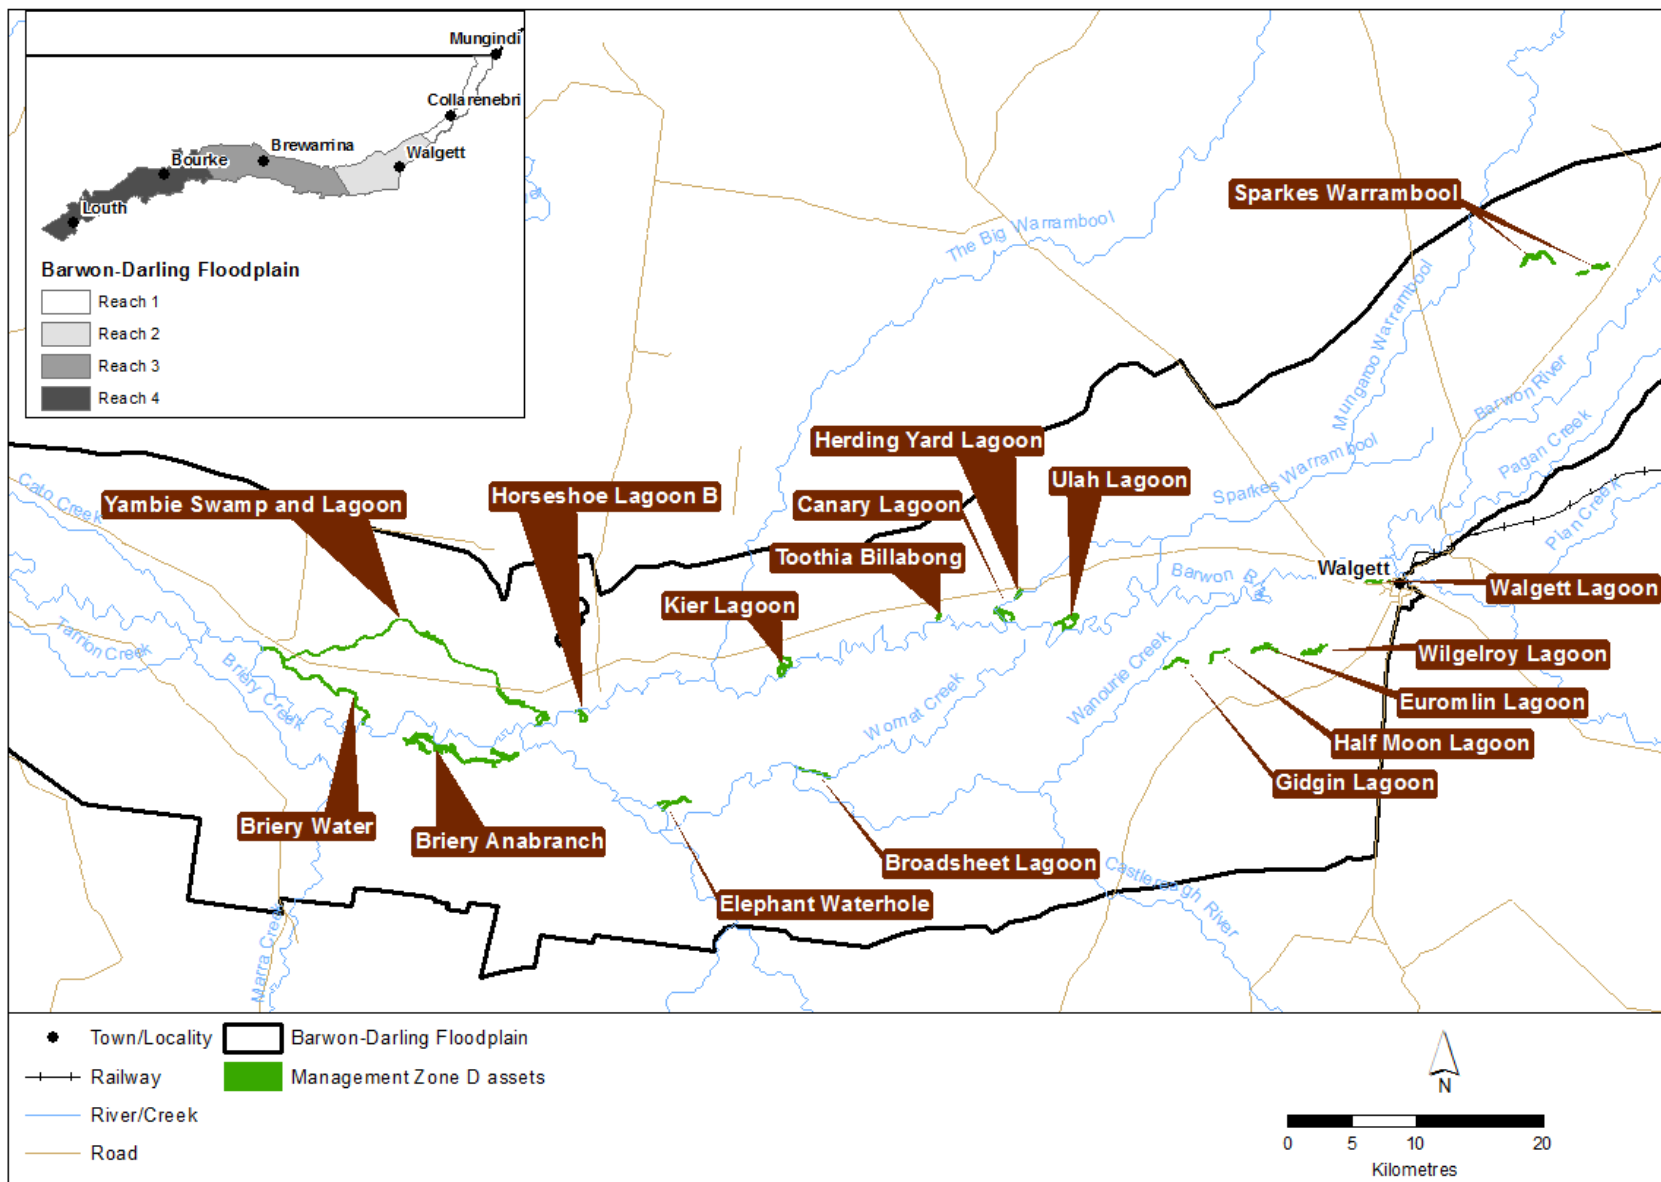 Mungindi
Collarenebri
Brewarrina
Walgett
Bourke
Louth
Barwon-Darling Floodplain
Reach 1
Reach 2
Reach 3
Reach 4
Sparkes Warrambool
The Big Warrambool
Mungaroo Warrambool
Barwon River
Pagan Creek
Plan Creek
Sparkes Warrambool
Herding Yard Lagoon
Ulah Lagoon
Canary Lagoon
Toothia Billabong
Kier Lagoon
Horseshoe Lagoon B
Yambie Swamp and Lagoon
Cato Creek
Tarrion Creek
Briery Creek
Barwon
Walgett
Walgett Lagoon
Wilgelroy Lagoon
Euromlin Lagoon
Half Moon Lagoon
Gidgin Lagoon
Wanourie Creek
Womat Creek
Briery Water
Briery Anabranch
Broadsheet Lagoon
Elephant Waterhole
Castlereagh River
Marra Creek
Town/Locality
Barwon-Darling Floodplain
Railway
Management Zone D assets
River/Creek
Road
N
0 5 10 20
Kilometres